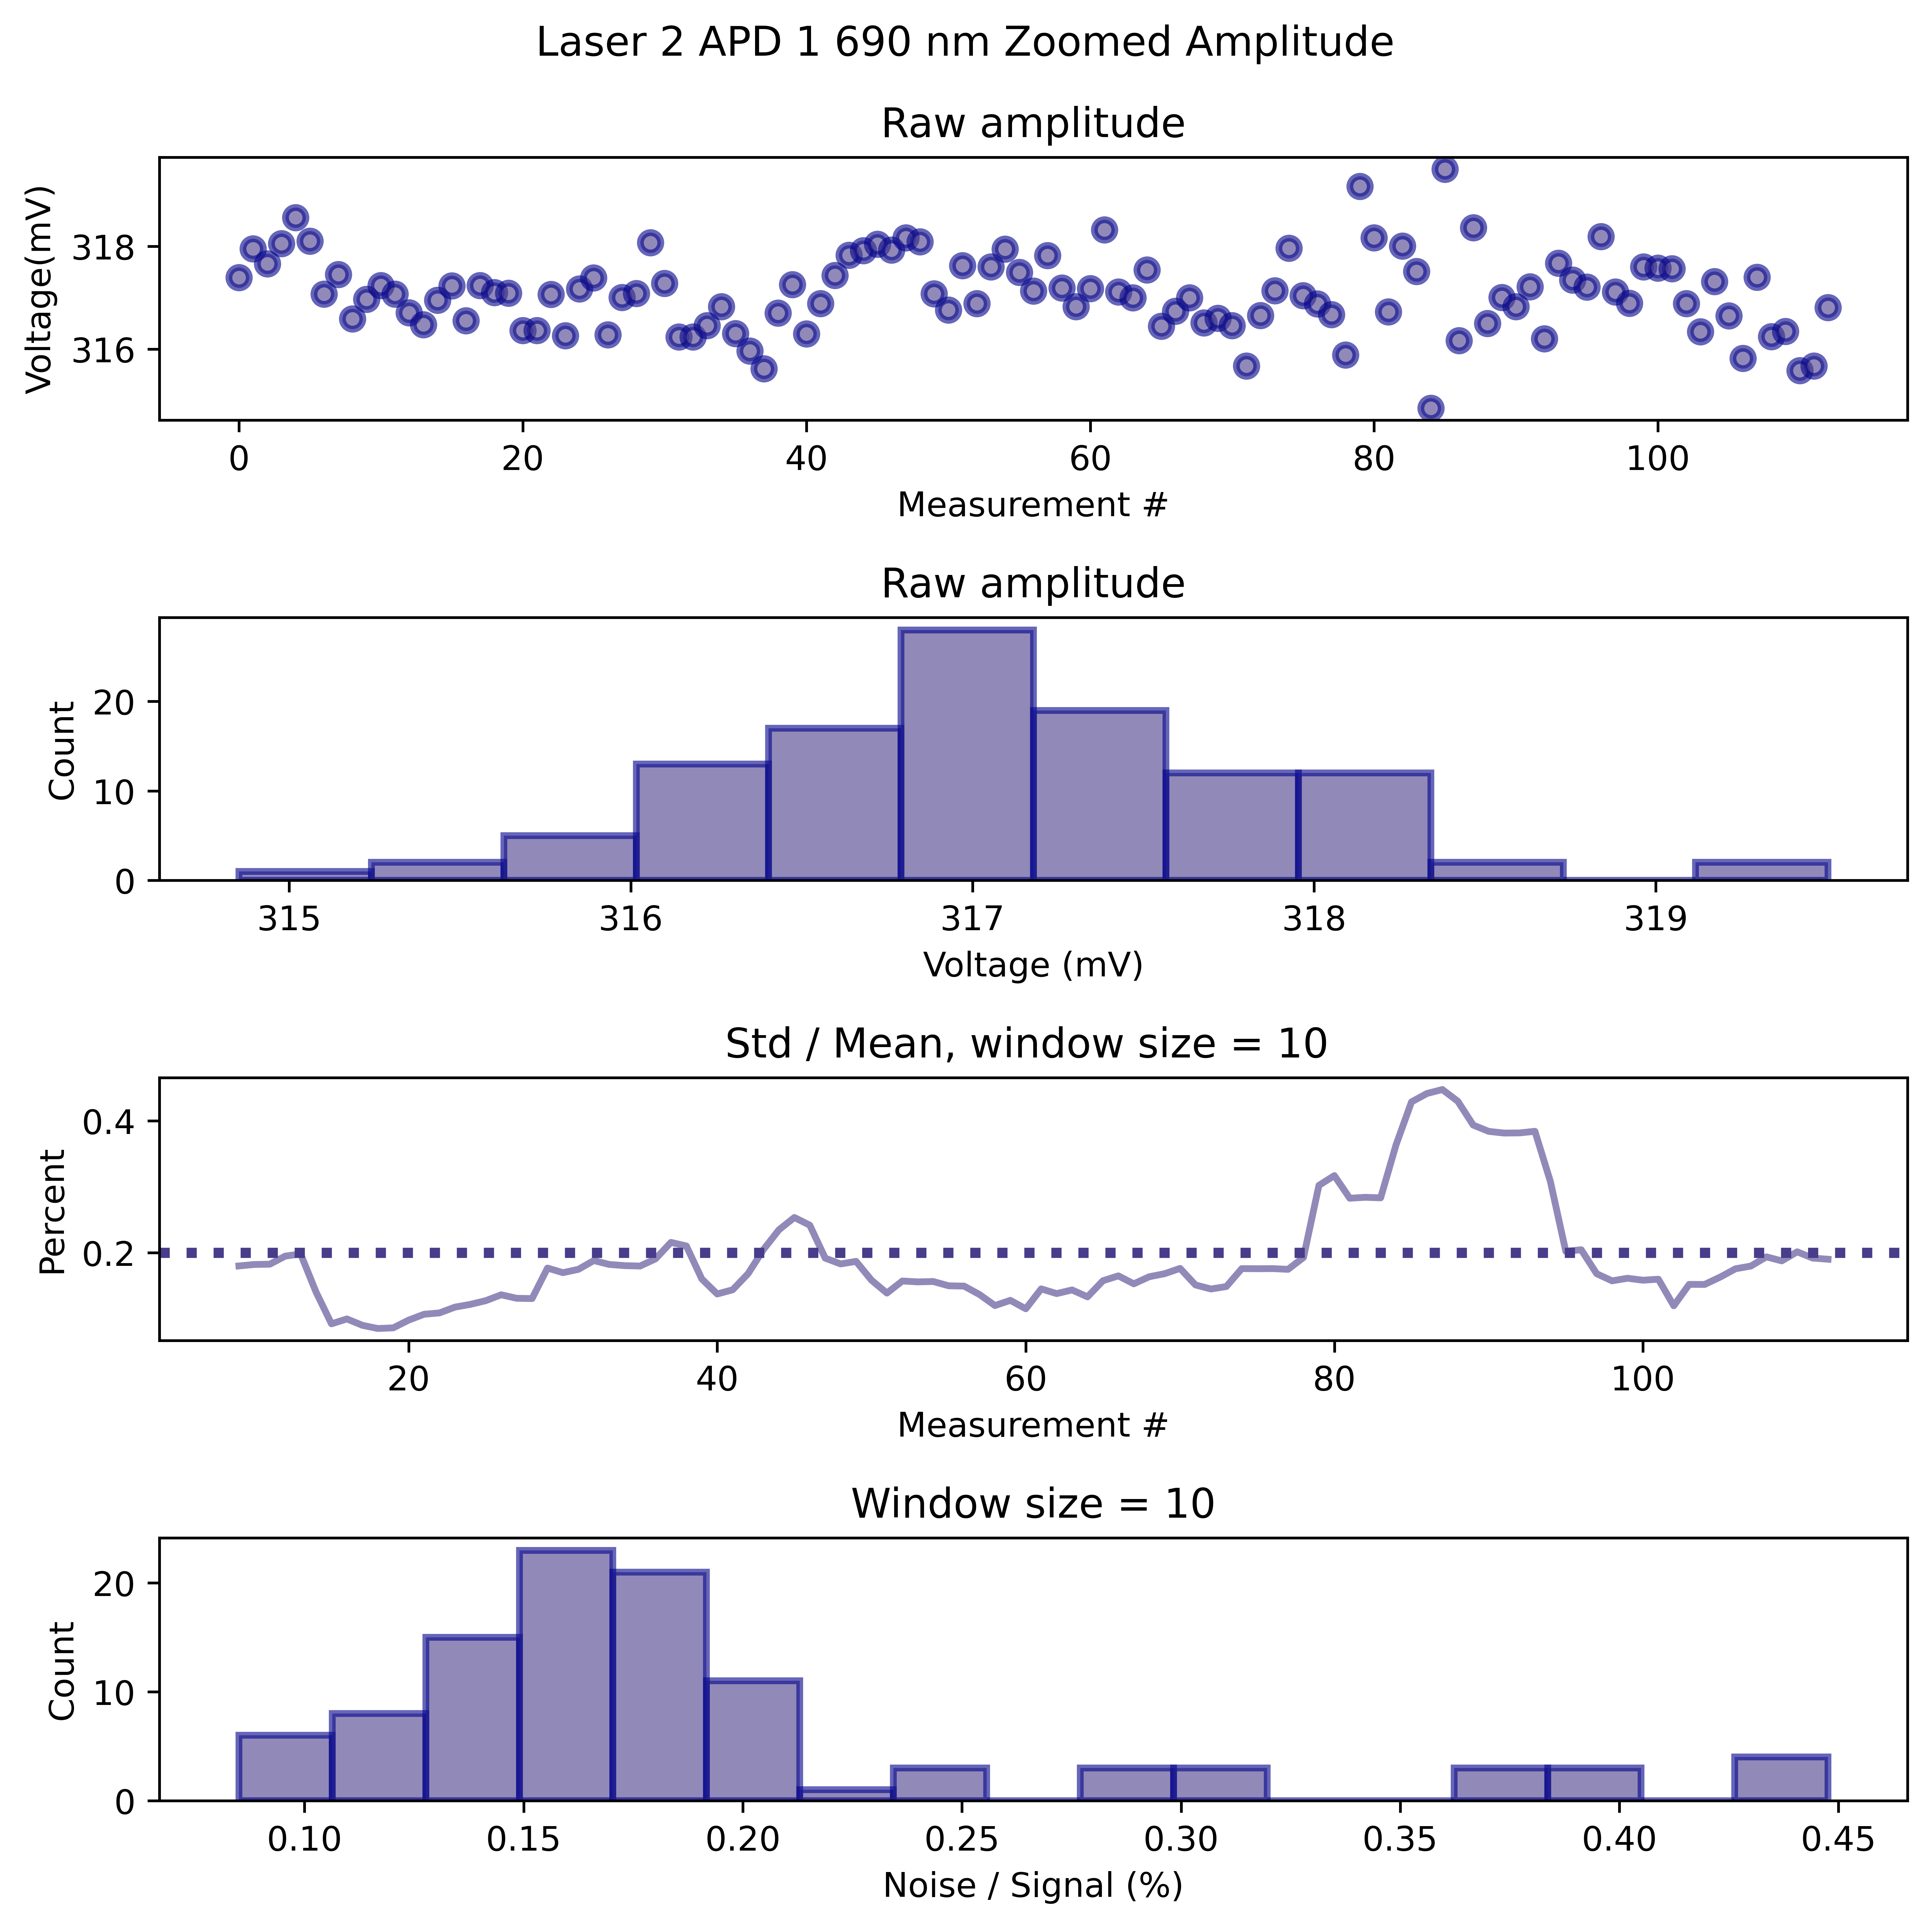 Laser 2 APD 1 690 nm Zoomed Amplitude
Raw amplitude
Voltage(mV)
318
316
0 20 40 60 80 100
Measurement #
Raw amplitude
Count
20
10
0
315 316 317 318 319
Voltage (mV)
Std / Mean, window size = 10
Percent
0.4
0.2
20 40 60 80 100
Measurement #
Window size = 10
Count
20
10
0
0.10 0.15 0.20 0.25 0.30 0.35 0.40 0.45
Noise / Signal (%)